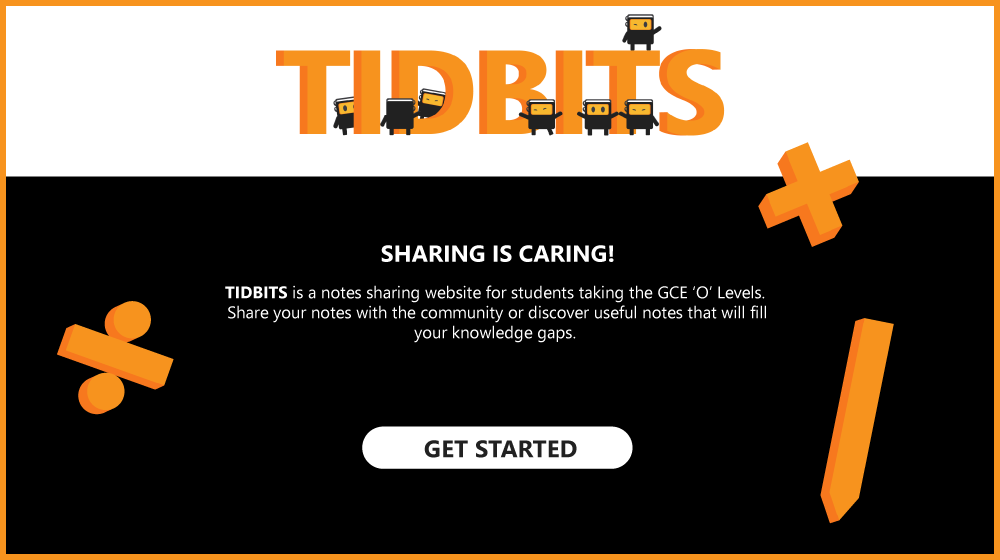 TIDBITS
SHARING IS CARING!
TIDBITS is a notes sharing website for students taking the GCE ‘O’ Levels.
Share your notes with the community or discover useful notes that will fill
your knowledge gaps.
GET STARTED